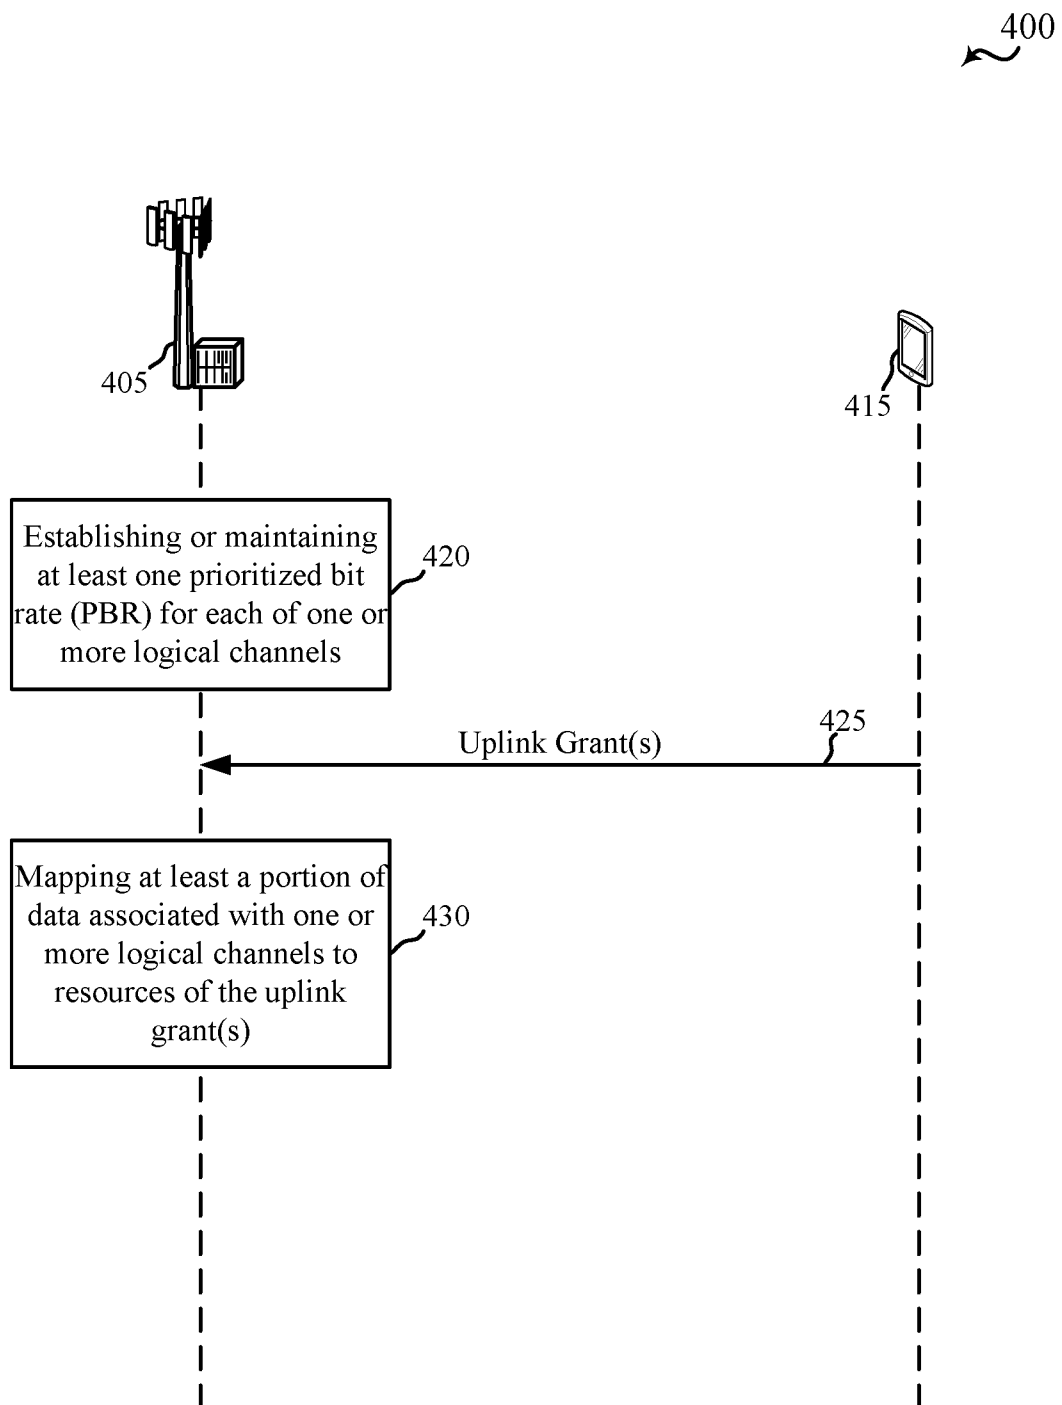 400
405
415
Establishing or maintaining
at least one prioritized bit
rate (PBR) for each of one or
more logical channels
420
425
Uplink Grant(s)
Mapping at least a portion of
data associated with one or
more logical channels to
resources of the uplink
grant(s)
430